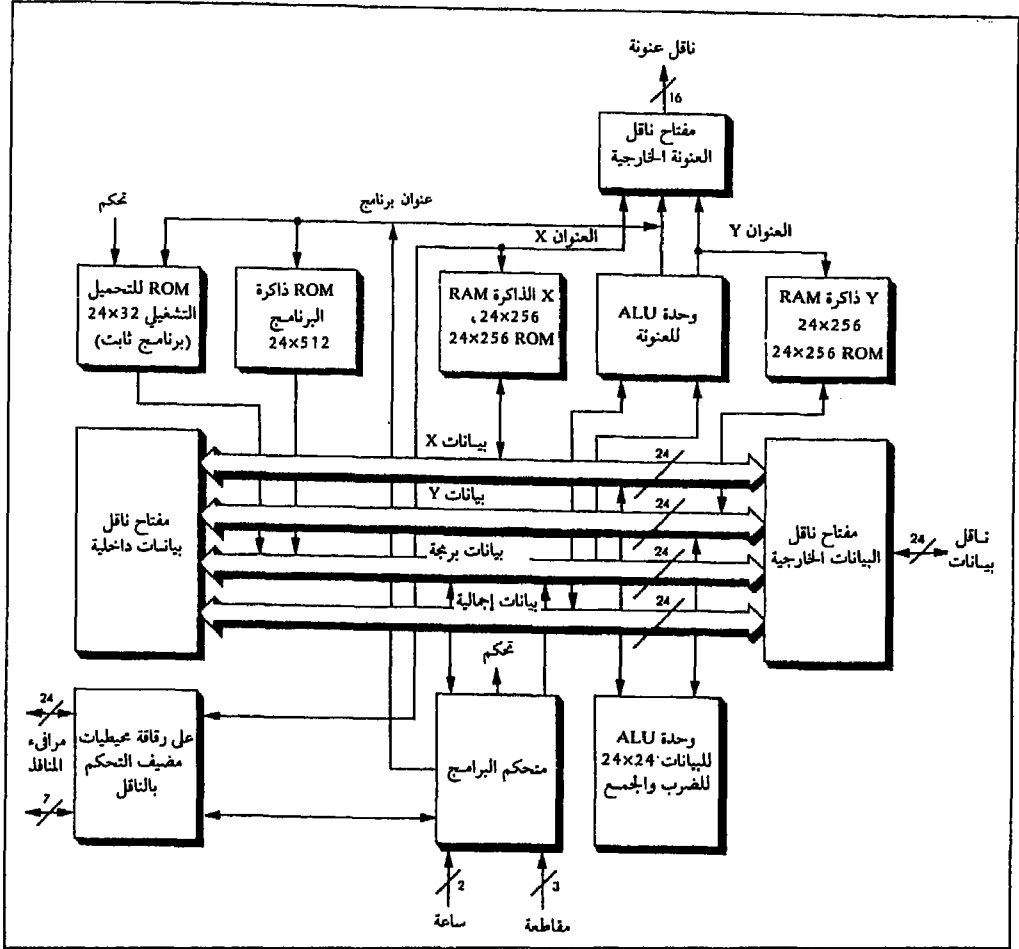 ناقل عنونة
16
مفتاح ناقل
العنونة الخارجية
تحكم
عنوان برنامج
العنوان X
العنوان Y
ROM للتحميل
التشغيلي 32×24
(برنامج ثابت)
ROM ذاكرة
البرنامج
24×512
X الذاكرة RAM
24×256،
24×256 ROM
وحدة ALU
للعنونة
Y ذاكرة RAM
24×256
24×256 ROM
بيانات X
24
بيانات Y
24
بيانات برمجة
24
بيانات إجمالية
24
مفتاح ناقل
بيانات داخلية
مفتاح ناقل
البيانات الخارجية
24
ناقل
بيانات
تحكم
24
مرافىء
المنافذ
7
على رقاقة محيطيات
مضيف التحكم
بالناقل
متحكم البرامج
وحدة ALU
للبيانات 24×24
للضرب والجمع
2
3
ساعة
مقاطعة